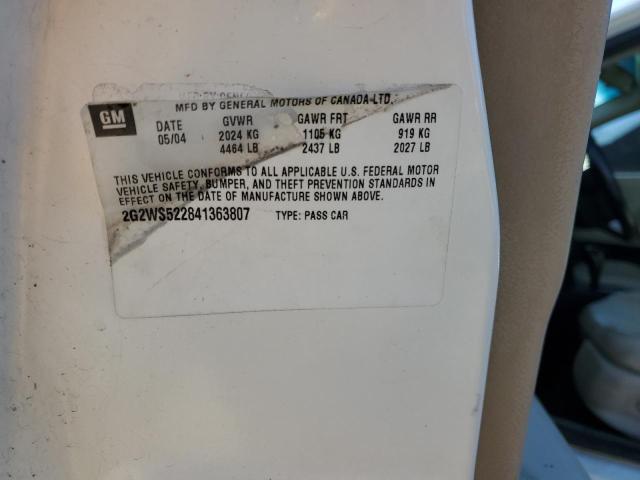 MFD BY GENERAL MOTORS OF CANADA LTD.
GM
DATE GVWR GAWR FRT GAWR RR
05/04 2024 KG 1105 KG 919 KG
4464 LB 2437 LB 2027 LB
THIS VEHICLE CONFORMS TO ALL APPLICABLE U.S. FEDERAL MOTOR
VEHICLE SAFETY, BUMPER, AND THEFT PREVENTION STANDARDS IN
EFFECT ON THE DATE OF MANUFACTURE SHOWN ABOVE.
2G2WS522841363807 TYPE: PASS CAR